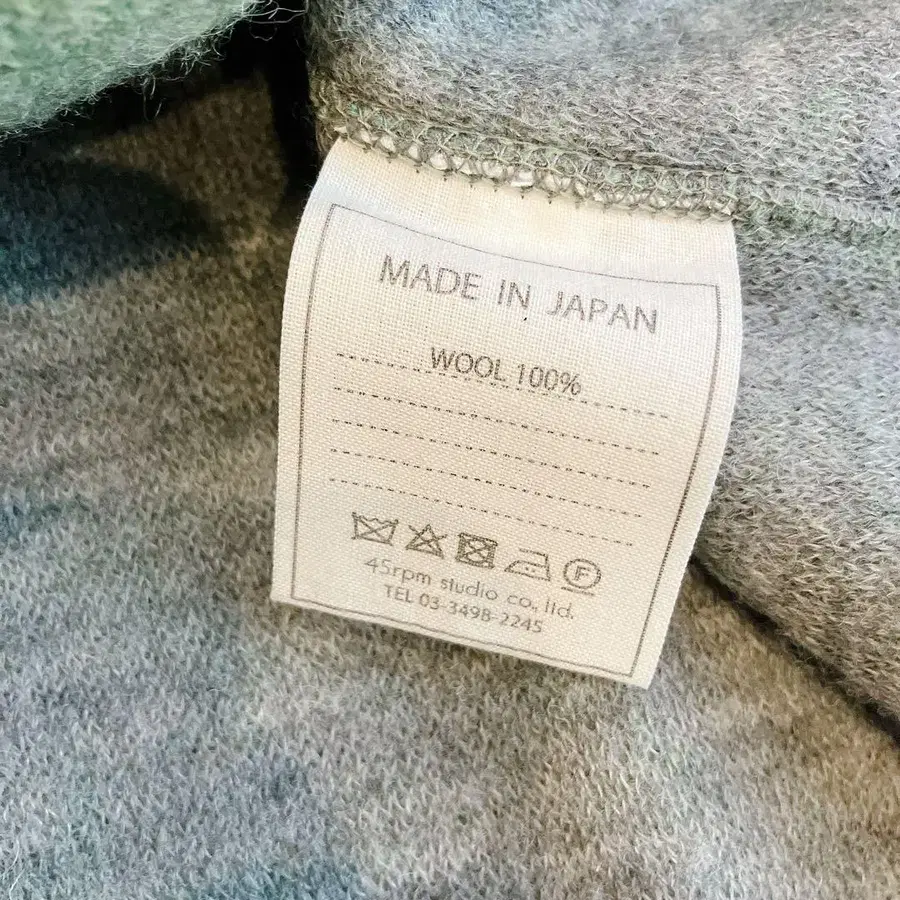 MADE IN JAPAN
WOOL 100%
F
45rpm studio co., ltd.
TEL 03-3498-2245